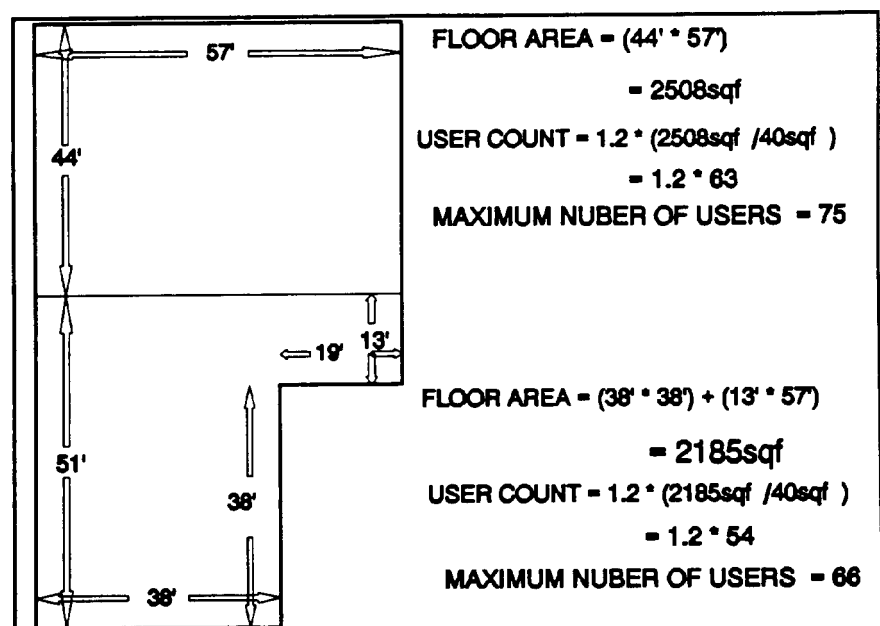 57'
44'
19'
13'
51'
38'
38'
FLOOR AREA = (44' * 57')
= 2508sqf
USER COUNT = 1.2 * (2508sqf /40sqf )
= 1.2 * 63
MAXIMUM NUBER OF USERS = 75
FLOOR AREA = (38' * 38') + (13' * 57')
= 2185sqf
USER COUNT = 1.2 * (2185sqf /40sqf )
= 1.2 * 54
MAXIMUM NUBER OF USERS = 66